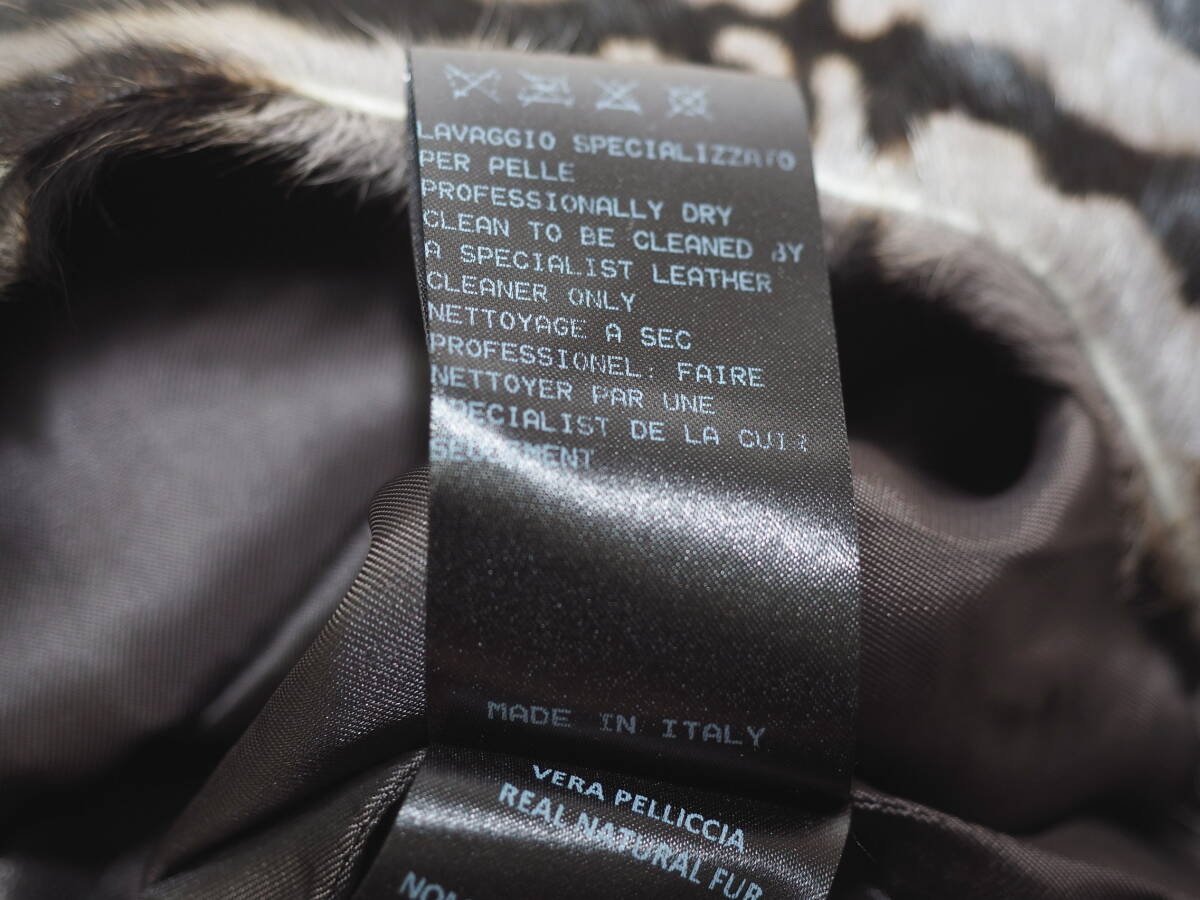 LAVAGGIO SPECIALIZZATO
PER PELLE
PROFESSIONALLY DRY
CLEAN TO BE CLEANED BY
A SPECIALIST LEATHER
CLEANER ONLY
NETTOYAGE A SEC
PROFESSIONEL: FAIRE
NETTOYER PAR UNE
SPECIALIST DE LA CUIR
MADE IN ITALY
VERA PELLICCIA
REAL NATURAL FUR